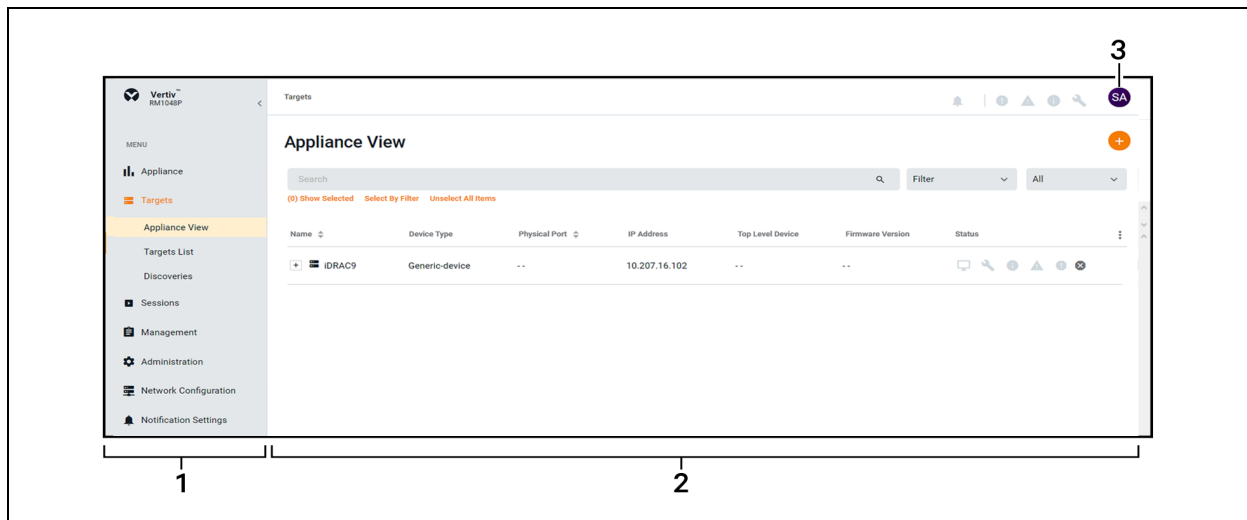 3
Vertiv™
RM1048P
Targets
SA
MENU
Appliance View
Appliance
Search
Filter
All
Targets
(0) Show Selected Select By Filter Unselect All Items
Appliance View
Name Device Type Physical Port IP Address Top Level Device Firmware Version Status
Targets List
iDRAC9 Generic-device -- 10.207.16.102 -- --
Discoveries
Sessions
Management
Administration
Network Configuration
Notification Settings
1
2